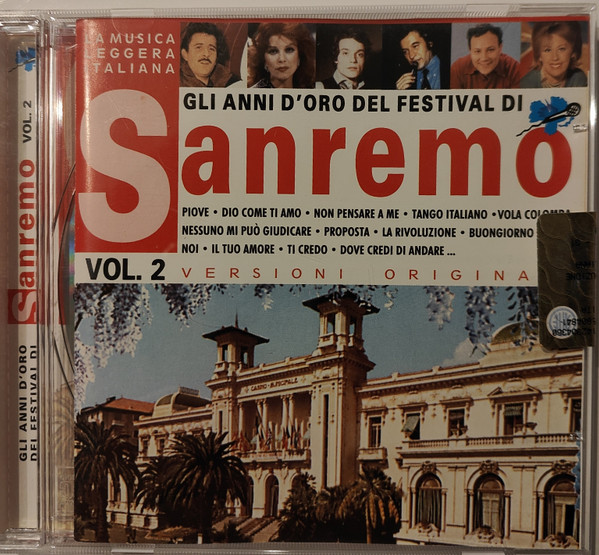 LA MUSICA
LEGGERA
ITALIANA
GLI ANNI D'ORO DEL FESTIVAL DI
Sanremo
PIOVE • DIO COME TI AMO • NON PENSARE A ME • TANGO ITALIANO • VOLA COLOMBA
NESSUNO MI PUÒ GIUDICARE • PROPOSTA • LA RIVOLUZIONE • BUONGIORNO
NOI • IL TUO AMORE • TI CREDO • DOVE CREDI DI ANDARE ...
VOL. 2
VERSIONI ORIGINA
CASINO MUNICIPALE
GLI ANNI D'ORO
DEL FESTIVAL DI
Sanremo
VOL. 2